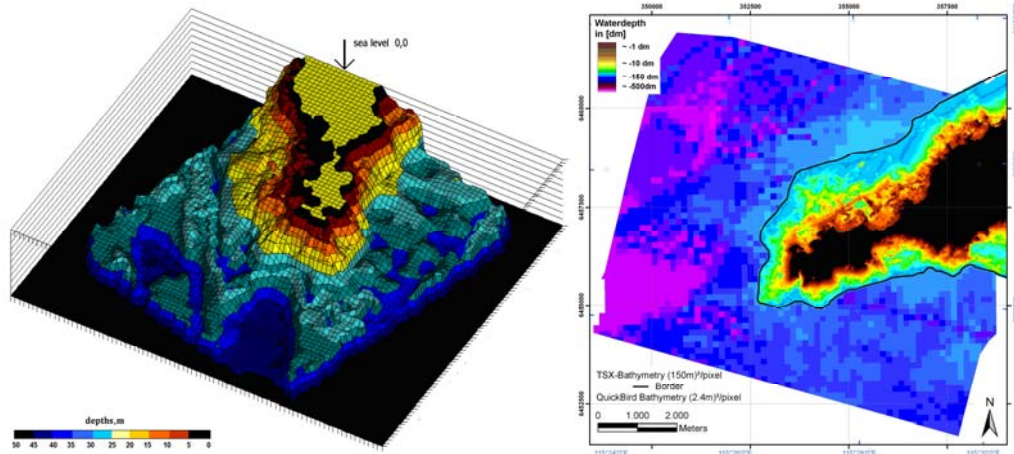 sea level 0,0
depths,m
50 45 40 35 30 25 20 15 10 5 0
350000 352500 355000 357500
Waterdepth
in [dm]
~ -1 dm
~ -10 dm
~ -150 dm
~ -500dm
6460000
6457500
TSX-Bathymetry (150m)²/pixel
Border
QuickBird Bathymetry (2.4m)²/pixel
0 1.000 2.000
Meters
N
6452500